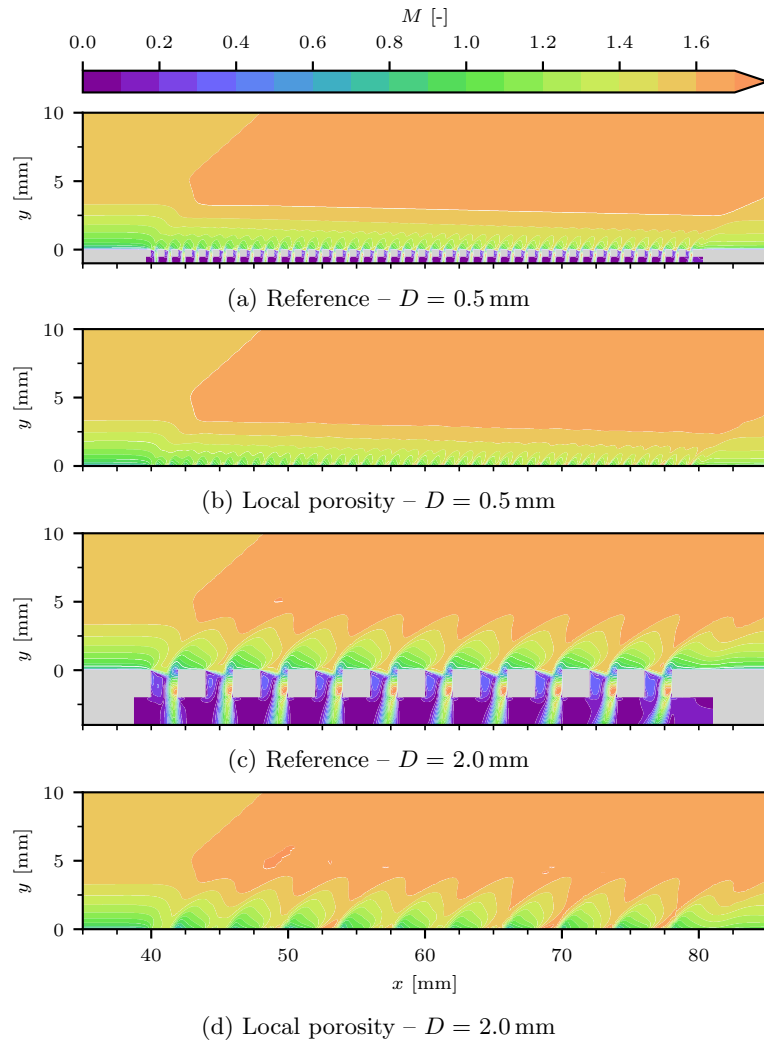 M [-]
0.0 0.2 0.4 0.6 0.8 1.0 1.2 1.4 1.6
10
5
0
y [mm]
(a) Reference – D = 0.5 mm
10
5
0
y [mm]
(b) Local porosity – D = 0.5 mm
10
5
0
y [mm]
(c) Reference – D = 2.0 mm
10
5
0
y [mm]
40 50 60 70 80
x [mm]
(d) Local porosity – D = 2.0 mm